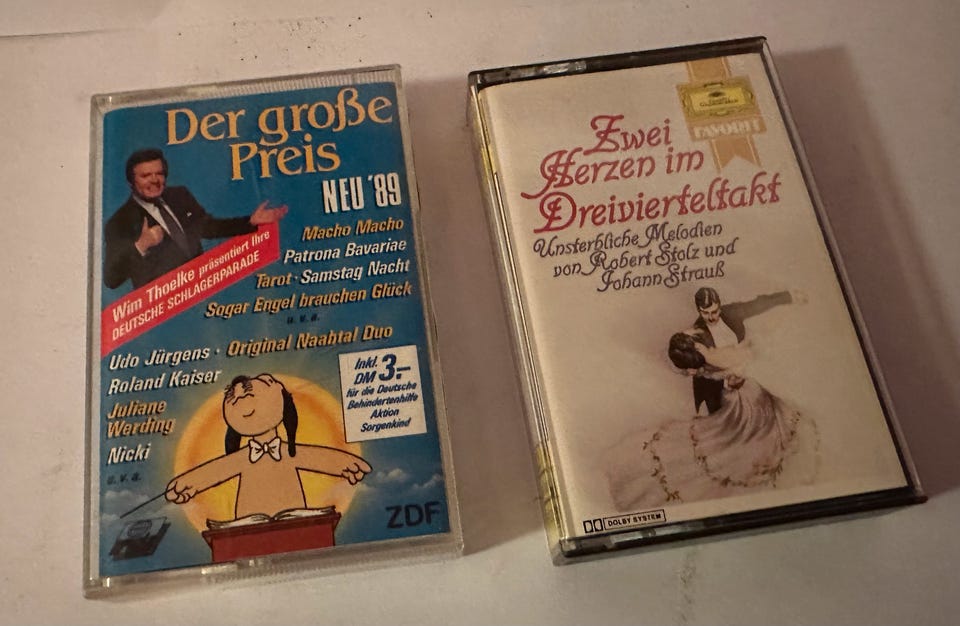 Der große
Preis
NEU '89
Macho Macho
Patrona Bavariae
Tarot · Samstag Nacht
Sogar Engel brauchen Glück
u.v.a.
Wim Thoelke präsentiert Ihre
DEUTSCHE SCHLAGERPARADE
Udo Jürgens · Original Naabtal Duo
Roland Kaiser
Juliane
Werding
Nicki
u.v.a.
Inkl.
DM 3.-
für die Deutsche
Behindertenhilfe
Aktion
Sorgenkind
ZDF
Deutsche
Grammophon
FAVORIT
Zwei
Herzen im
Dreivierteltakt
Unsterbliche Melodien
von Robert Stolz und
Johann Strauß
DOLBY SYSTEM